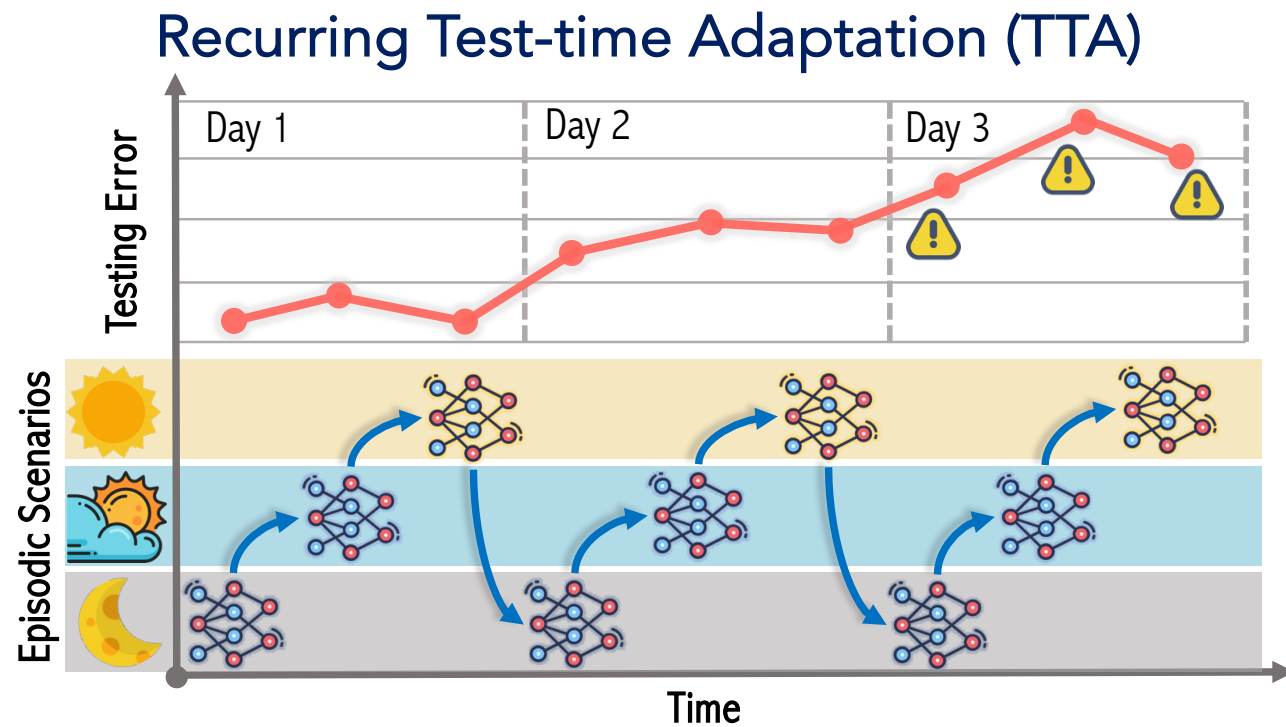 Recurring Test-time Adaptation (TTA)
Day 1
Day 2
Day 3
Testing Error
Episodic Scenarios
Time